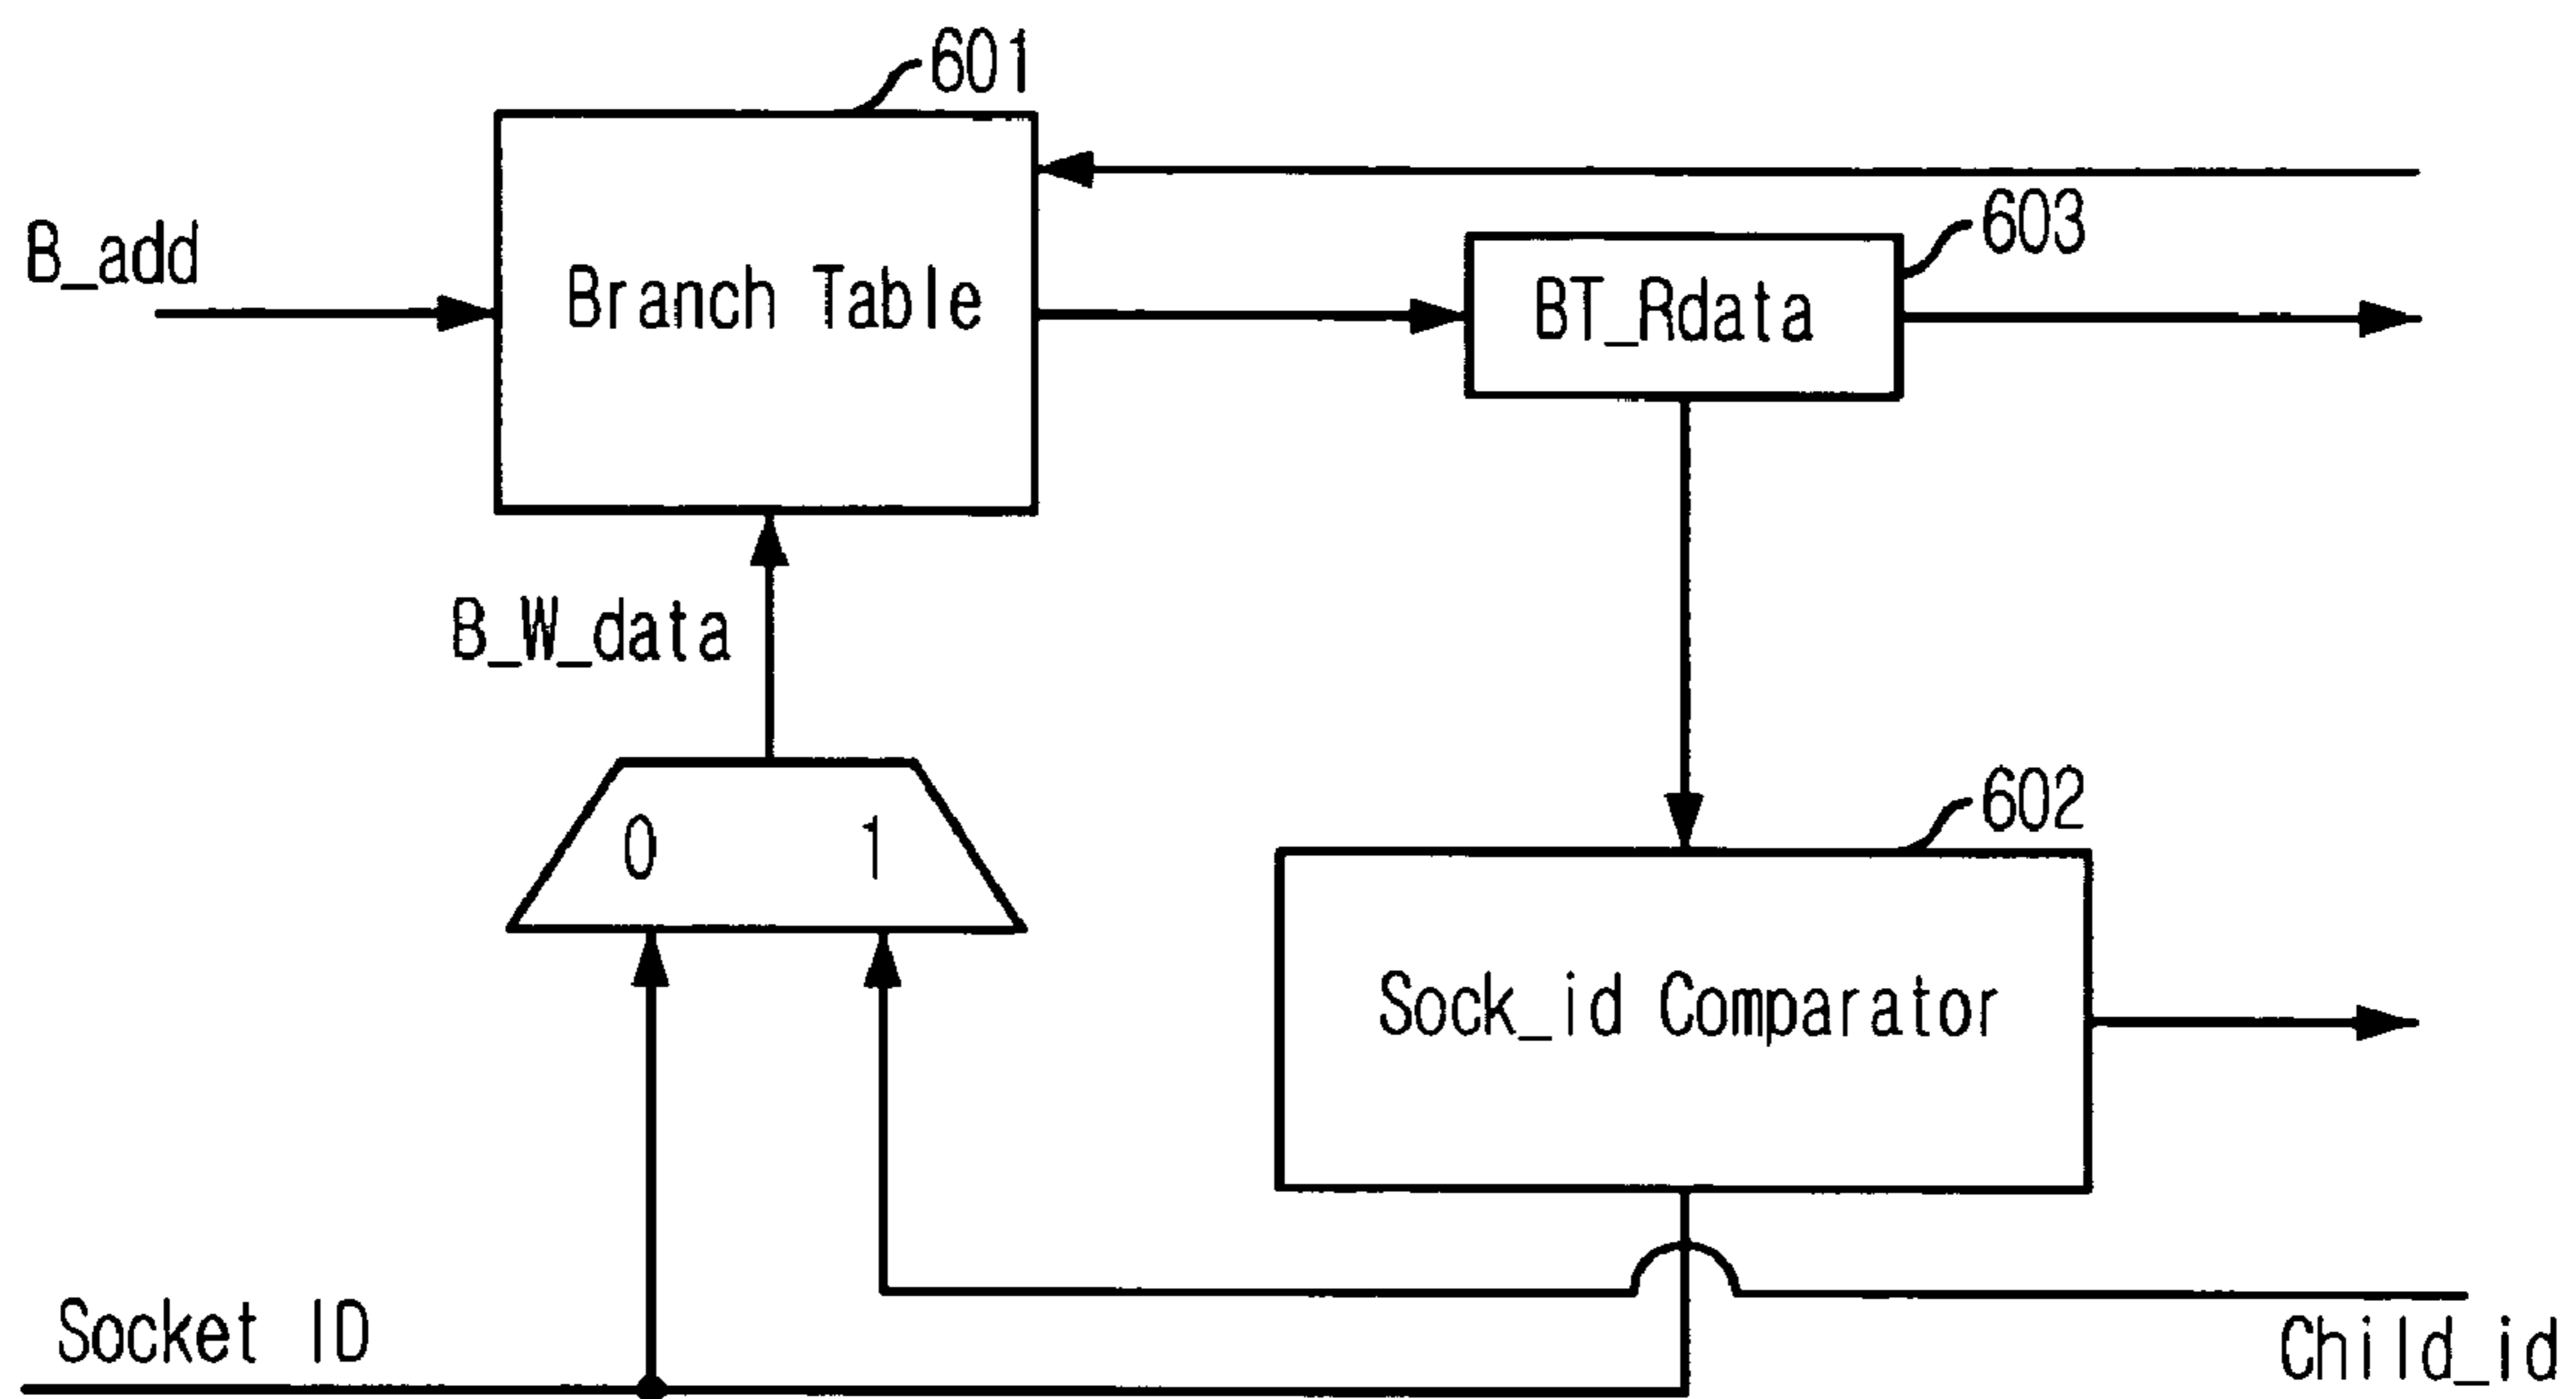 601
B_add
Branch Table
603
BT_Rdata
B_W_data
0 1
602
Sock_id Comparator
Socket ID
Child_id